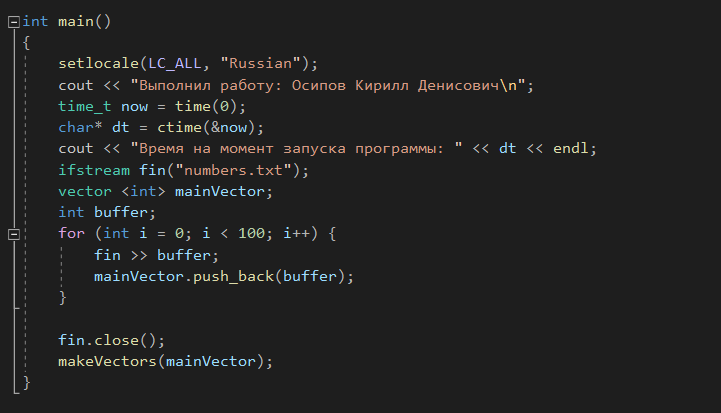 int main()
{
setlocale(LC_ALL, "Russian");
cout << "Выполнил работу: Осипов Кирилл Денисович\n";
time_t now = time(0);
char* dt = ctime(&now);
cout << "Время на момент запуска программы: " << dt << endl;
ifstream fin("numbers.txt");
vector <int> mainVector;
int buffer;
for (int i = 0; i < 100; i++) {
fin >> buffer;
mainVector.push_back(buffer);
}
fin.close();
makeVectors(mainVector);
}